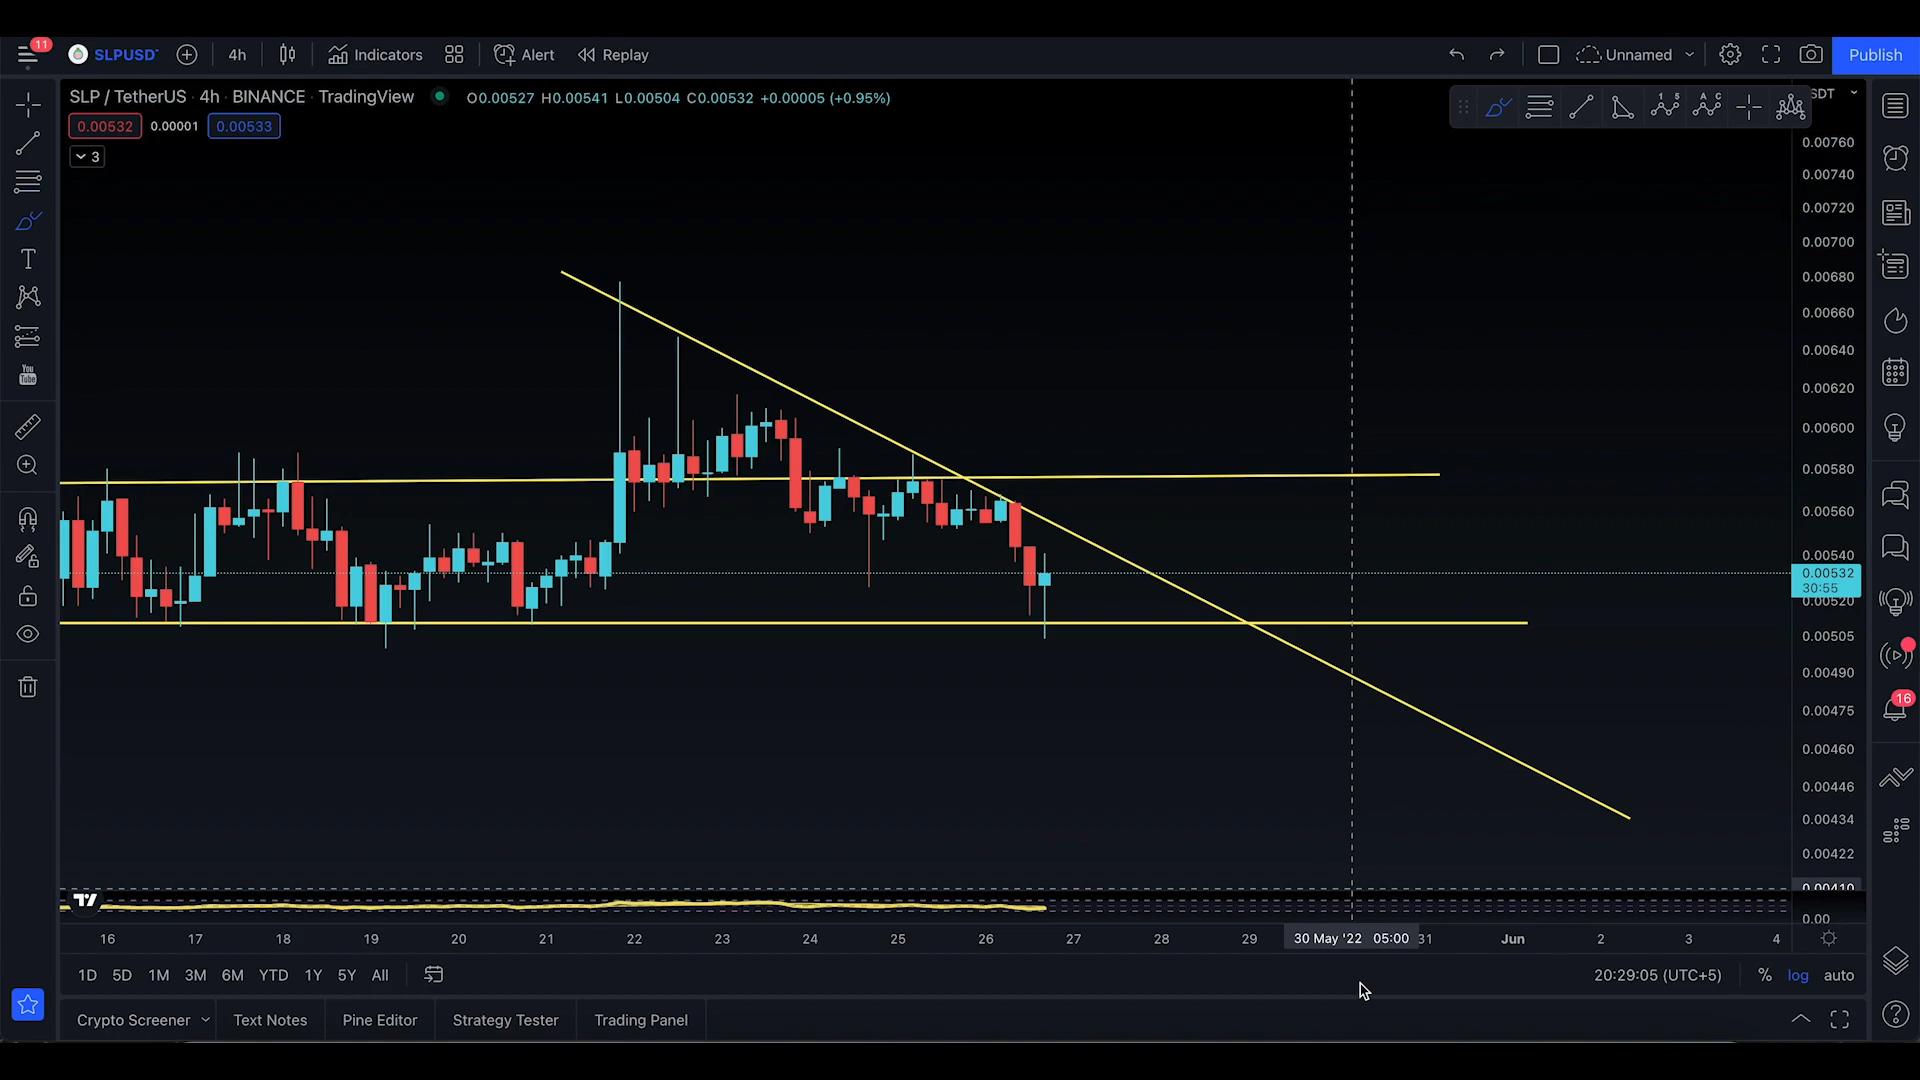 11
SLPUSD
4h
Indicators
Alert
Replay
Unnamed
Publish
SLP / TetherUS · 4h · BINANCE · TradingView
O0.00527 H0.00541 L0.00504 C0.00532 +0.00005 (+0.95%)
SDT
0.00532
0.00001
0.00533
3
1 5
A C
0.00760
0.00740
0.00720
0.00700
0.00680
0.00660
0.00640
0.00620
0.00600
0.00580
0.00560
0.00540
0.00532
30:55
0.00520
0.00505
0.00490
0.00475
0.00460
0.00446
0.00434
0.00422
0.00410
0.00
You
Tube
16
16 17 18 19 20 21 22 23 24 25 26 27 28 29 30 May '22 05:00 31 Jun 2 3 4
1D 5D 1M 3M 6M YTD 1Y 5Y All
20:29:05 (UTC+5)
% log auto
Crypto Screener
Text Notes
Pine Editor
Strategy Tester
Trading Panel